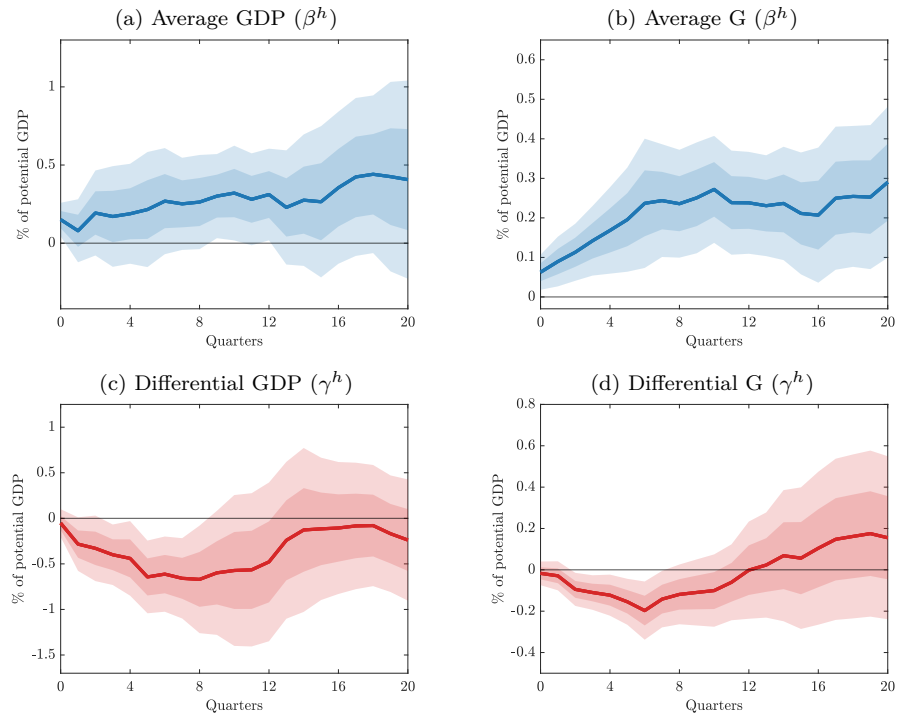 (a) Average GDP (β^h)
% of potential GDP
1
0.5
0
0 4 8 12 16 20
Quarters
(b) Average G (β^h)
% of potential GDP
0.6
0.5
0.4
0.3
0.2
0.1
0
0 4 8 12 16 20
Quarters
(c) Differential GDP (γ^h)
% of potential GDP
1
0.5
0
-0.5
-1
-1.5
0 4 8 12 16 20
Quarters
(d) Differential G (γ^h)
% of potential GDP
0.8
0.6
0.4
0.2
0
-0.2
-0.4
0 4 8 12 16 20
Quarters